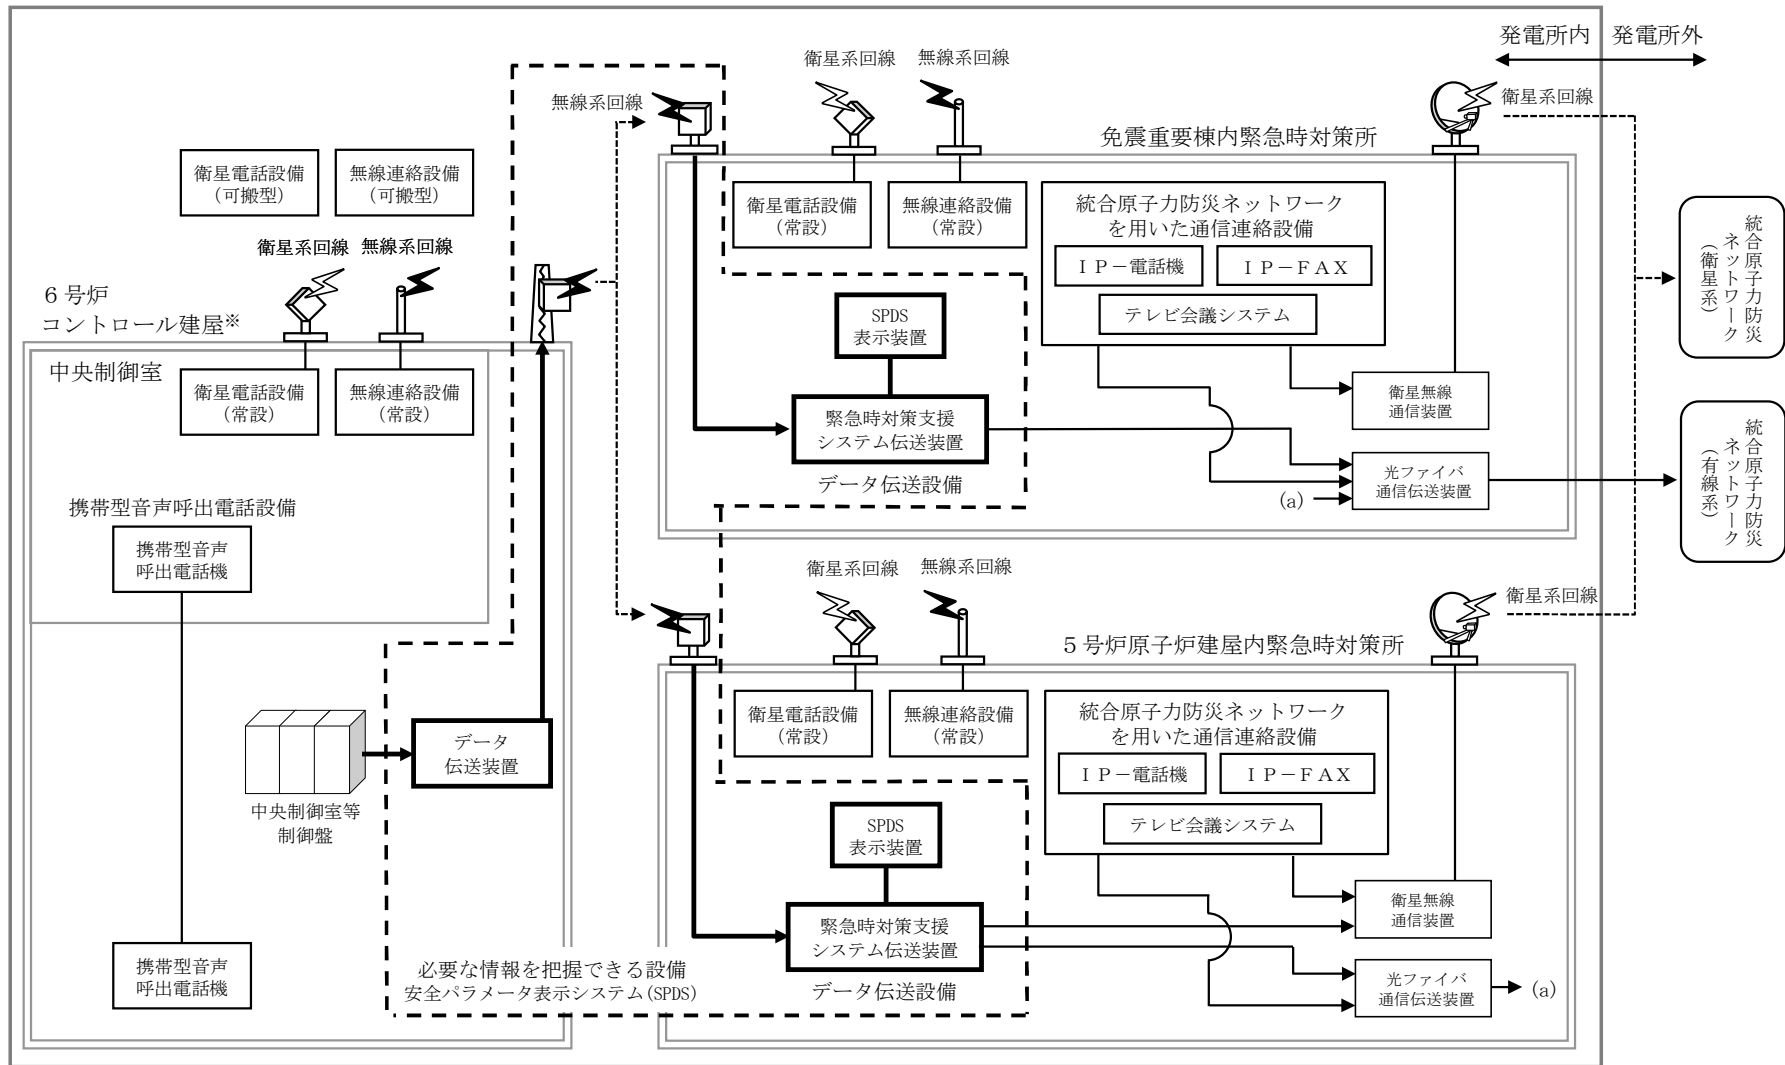 発電所内
発電所外
衛星系回線
無線系回線
無線系回線
衛星系回線
免震重要棟内緊急時対策所
衛星電話設備
（可搬型）
無線連絡設備
（可搬型）
衛星電話設備
（常設）
無線連絡設備
（常設）
統合原子力防災ネットワーク
を用いた通信連絡設備
ＩＰ－電話機
ＩＰ－ＦＡＸ
テレビ会議システム
統合原子力防災
ネットワーク
（衛星系）
衛星系回線
無線系回線
６号炉
コントロール建屋※
中央制御室
衛星電話設備
（常設）
無線連絡設備
（常設）
SPDS
表示装置
緊急時対策支援
システム伝送装置
データ伝送設備
衛星無線
通信装置
光ファイバ
通信伝送装置
(a)
統合原子力防災
ネットワーク
（有線系）
携帯型音声呼出電話設備
携帯型音声
呼出電話機
衛星系回線
無線系回線
衛星系回線
５号炉原子炉建屋内緊急時対策所
衛星電話設備
（常設）
無線連絡設備
（常設）
統合原子力防災ネットワーク
を用いた通信連絡設備
ＩＰ－電話機
ＩＰ－ＦＡＸ
テレビ会議システム
データ
伝送装置
中央制御室等
制御盤
SPDS
表示装置
緊急時対策支援
システム伝送装置
データ伝送設備
衛星無線
通信装置
光ファイバ
通信伝送装置
(a)
携帯型音声
呼出電話機
必要な情報を把握できる設備
安全パラメータ表示システム(SPDS)